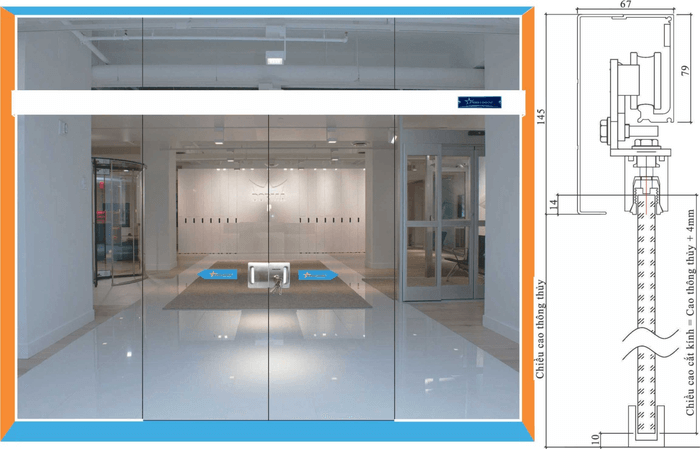 67
79
145
14
Chiều cao thông thủy
Chiều cao cắt kính = Cao thông thủy + 4mm
10